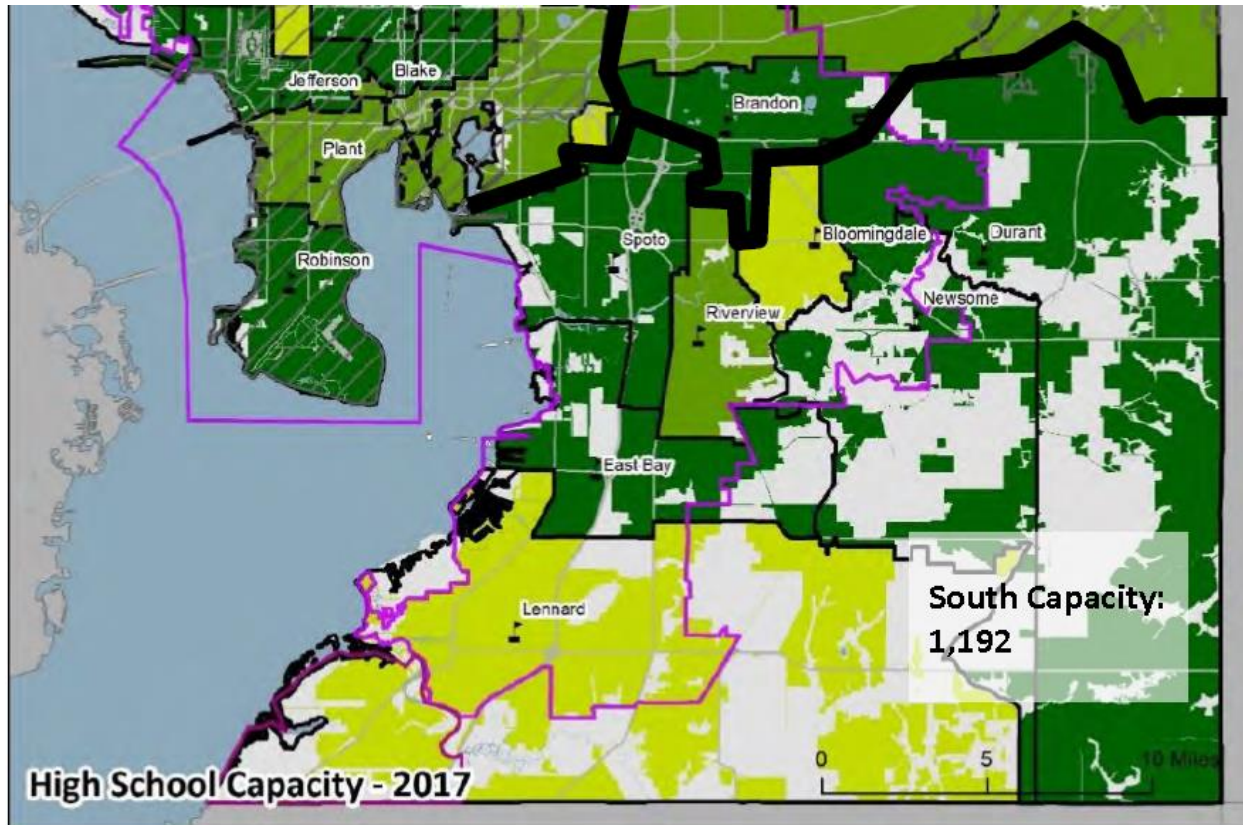 Jefferson
Blake
Brandon
Plant
Spoto
Bloomingdale
Durant
Robinson
Newsome
Riverview
East Bay
South Capacity:
1,192
Lennard
0 5 10 Miles
High School Capacity - 2017